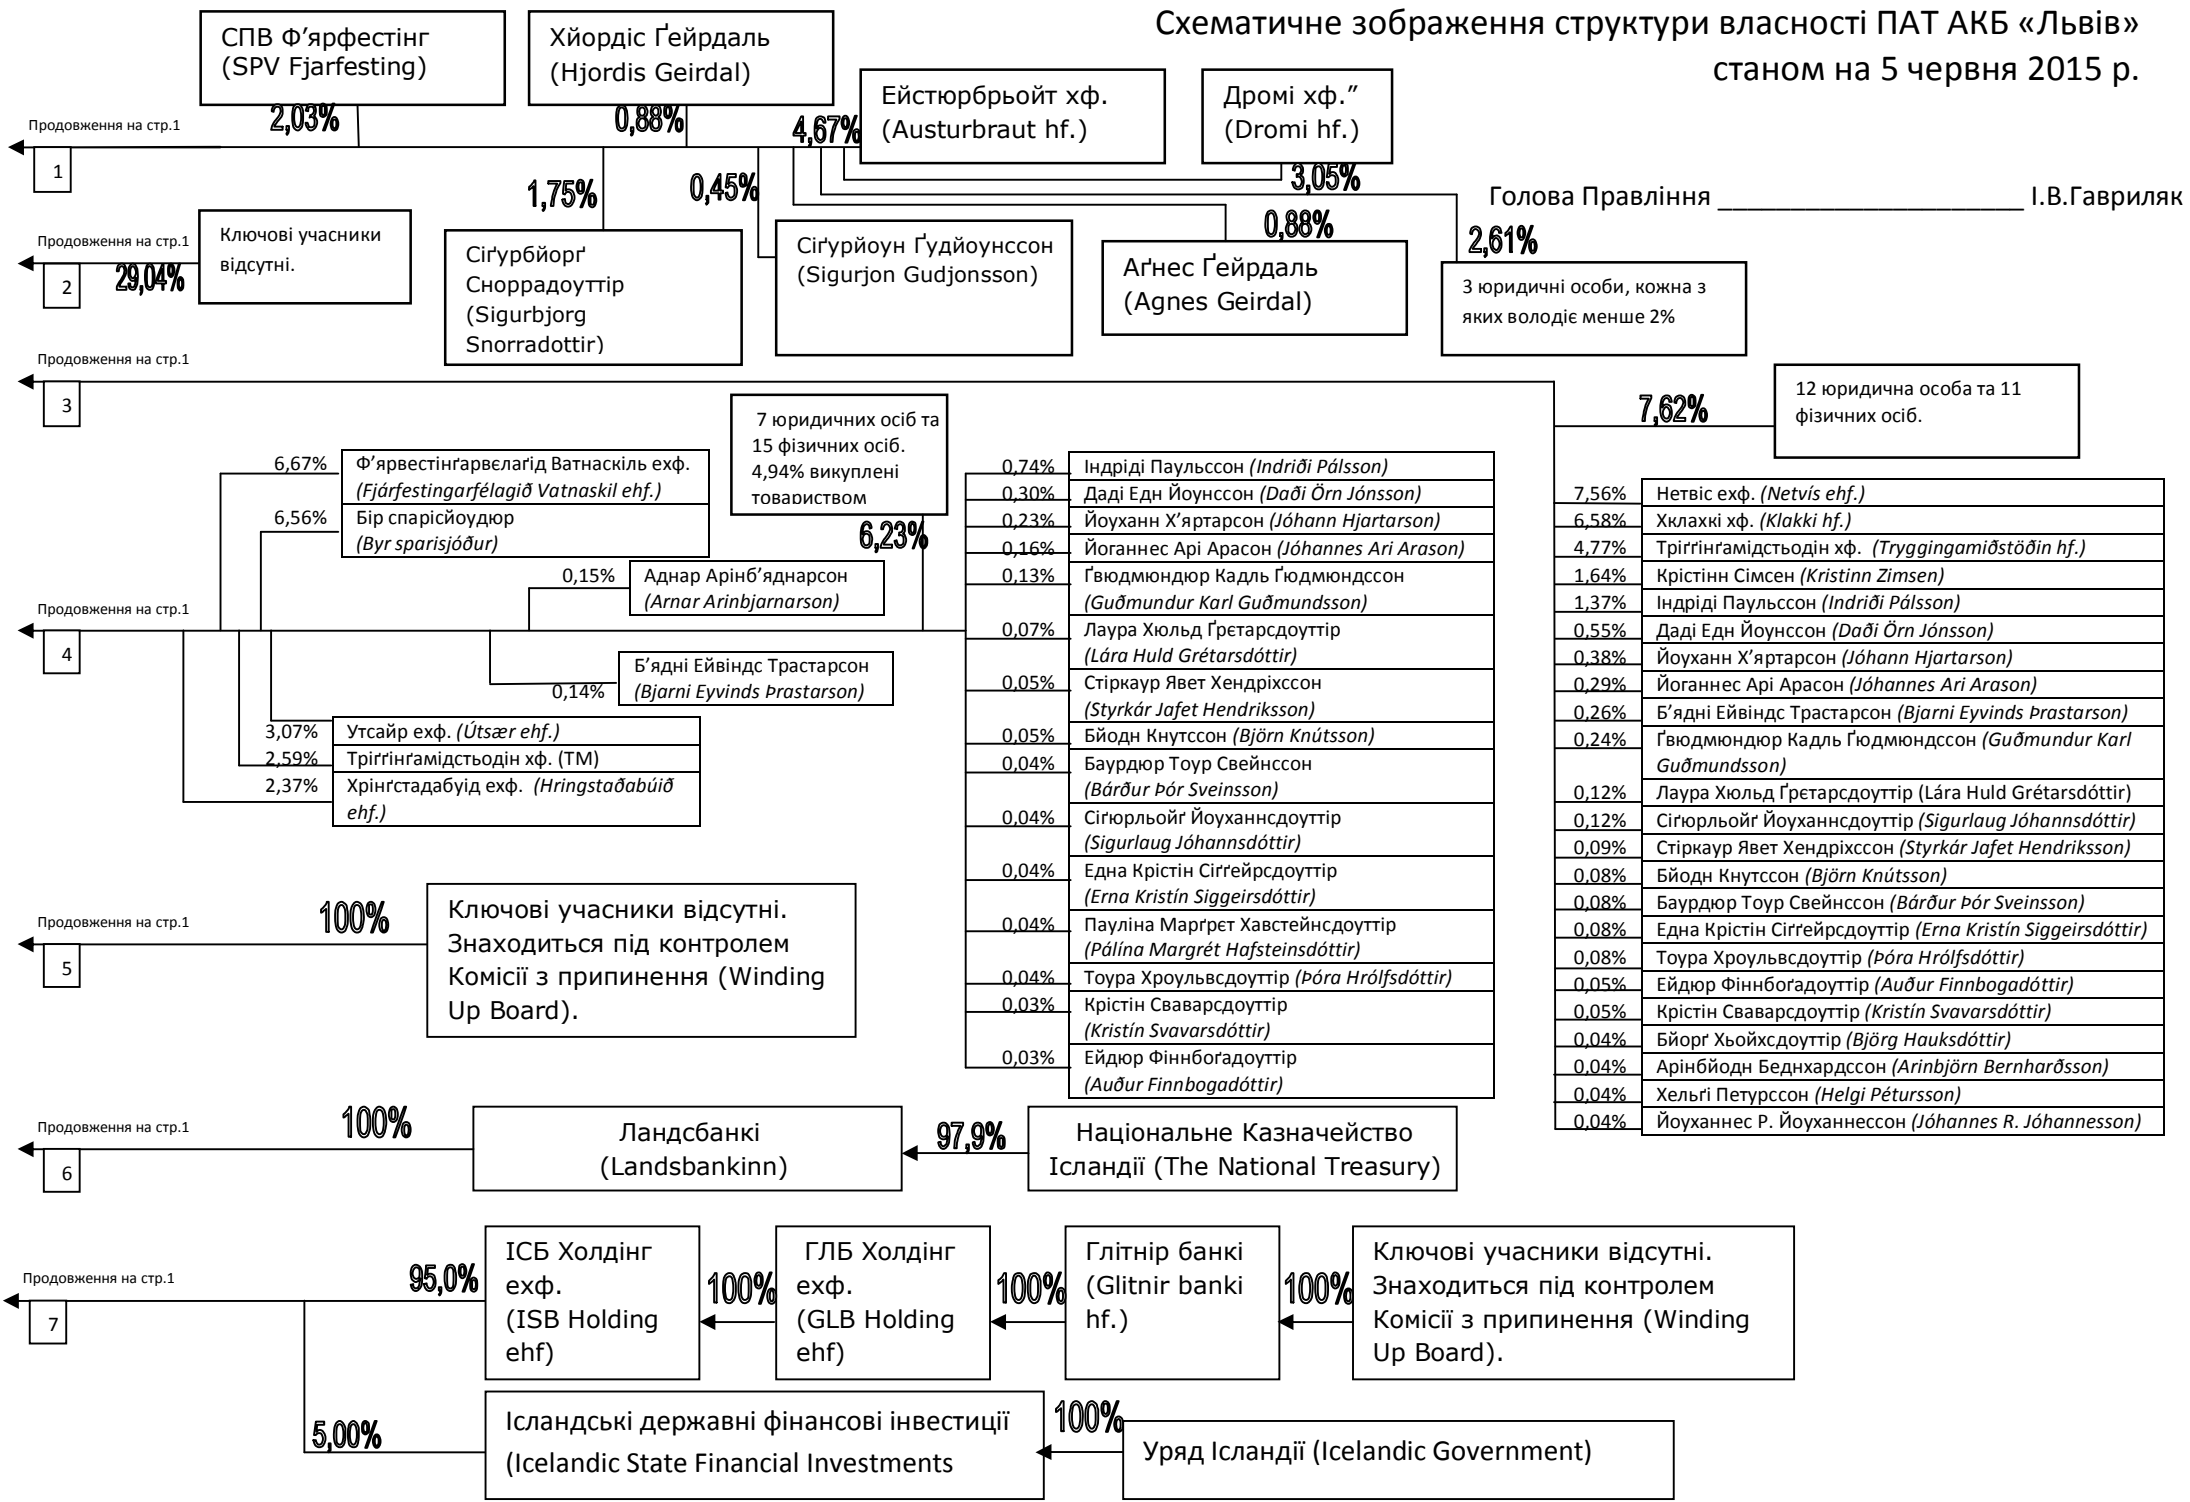 Схематичне зображення структури власності ПАТ АКБ «Львів»
станом на 5 червня 2015 р.
СПВ Ф’ярфестінг
(SPV Fjarfesting)
Хйордіс Ґейрдаль
(Hjordis Geirdal)
Ейстюрбрьойт хф.
(Austurbraut hf.)
Дромі хф.”
(Dromi hf.)
Продовження на стр.1
2,03%
0,88%
4,67%
1
1,75%
0,45%
3,05%
Голова Правління ______________________ І.В.Гавриляк
Продовження на стр.1
2
29,04%
Ключові учасники
відсутні.
Сіґурбйорґ
Сноррадоуттір
(Sigurbjorg
Snorradottir)
Сіґурйоун Ґудйоунссон
(Sigurjon Gudjonsson)
0,88%
Аґнес Ґейрдаль
(Agnes Geirdal)
2,61%
3 юридичні особи, кожна з
яких володіє менше 2%
Продовження на стр.1
3
7,62%
12 юридична особа та 11
фізичних осіб.
7 юридичних осіб та
15 фізичних осіб.
4,94% викуплені
товариством
6,23%
6,67% Ф’ярвестінґарвєлаґід Ватнаскіль ехф.
(Fjárfestingarfélagið Vatnaskil ehf.)
6,56% Бір спарісйоудюр
(Byr sparisjóður)
0,15% Аднар Арінб’яднарсон
(Arnar Arinbjarnarson)
Продовження на стр.1
4
0,14% Б’ядні Ейвіндс Трастарсон
(Bjarni Eyvinds Þrastarson)
3,07% Утсайр ехф. (Útsær ehf.)
2,59% Тріґґінґамідстьодін хф. (ТМ)
2,37% Хрінґстадабуід ехф. (Hringstaðabúið
ehf.)
0,74% Індріді Паульссон (Indriði Pálsson)
0,30% Даді Едн Йоунссон (Daði Örn Jónsson)
0,23% Йоуханн Х’яртарсон (Jóhann Hjartarson)
0,16% Йоганнес Арі Арасон (Jóhannes Ari Arason)
0,13% Ґвюдмюндюр Кадль Ґюдмюндссон
(Guðmundur Karl Guðmundsson)
0,07% Лаура Хюльд Ґрєтарсдоуттір
(Lára Huld Grétarsdóttir)
0,05% Стіркаур Явет Хендріхссон
(Styrkár Jafet Hendriksson)
0,05% Бйодн Кнутссон (Björn Knútsson)
0,04% Баурдюр Тоур Свейнссон
(Bárður Þór Sveinsson)
0,04% Сіґюрльойґ Йоуханнсдоуттір
(Sigurlaug Jóhannsdóttir)
0,04% Една Крістін Сіґґейрсдоуттір
(Erna Kristín Siggeirsdóttir)
0,04% Пауліна Марґрєт Хавстейнсдоуттір
(Pálína Margrét Hafsteinsdóttir)
0,04% Тоура Хроульвсдоуттір (Þóra Hrólfsdóttir)
0,03% Крістін Сваварсдоуттір
(Kristín Svavarsdóttir)
0,03% Ейдюр Фіннбоґадоуттір
(Auður Finnbogadóttir)
7,56% Нетвіс ехф. (Netvís ehf.)
6,58% Хклахкі хф. (Klakki hf.)
4,77% Тріґґінґамідстьодін хф. (Tryggingamiðstöðin hf.)
1,64% Крістінн Сімсен (Kristinn Zimsen)
1,37% Індріді Паульссон (Indriði Pálsson)
0,55% Даді Едн Йоунссон (Daði Örn Jónsson)
0,38% Йоуханн Х’яртарсон (Jóhann Hjartarson)
0,29% Йоганнес Арі Арасон (Jóhannes Ari Arason)
0,26% Б’ядні Ейвіндс Трастарсон (Bjarni Eyvinds Þrastarson)
0,24% Ґвюдмюндюр Кадль Ґюдмюндссон (Guðmundur Karl
Guðmundsson)
0,12% Лаура Хюльд Ґрєтарсдоуттір (Lára Huld Grétarsdóttir)
0,12% Сіґюрльойґ Йоуханнсдоуттір (Sigurlaug Jóhannsdóttir)
0,09% Стіркаур Явет Хендріхссон (Styrkár Jafet Hendriksson)
0,08% Бйодн Кнутссон (Björn Knútsson)
0,08% Баурдюр Тоур Свейнссон (Bárður Þór Sveinsson)
0,08% Една Крістін Сіґґейрсдоуттір (Erna Kristín Siggeirsdóttir)
0,08% Тоура Хроульвсдоуттір (Þóra Hrólfsdóttir)
0,05% Ейдюр Фіннбоґадоуттір (Auður Finnbogadóttir)
0,05% Крістін Сваварсдоуттір (Kristín Svavarsdóttir)
0,04% Бйорґ Хьойхсдоуттір (Björg Hauksdóttir)
0,04% Арінбйодн Беднхардссон (Arinbjörn Bernharðsson)
0,04% Хельґі Петурссон (Helgi Pétursson)
0,04% Йоуханнес Р. Йоуханнессон (Jóhannes R. Jóhannesson)
Продовження на стр.1
5
100%
Ключові учасники відсутні.
Знаходиться під контролем
Комісії з припинення (Winding
Up Board).
Продовження на стр.1
6
100%
Ландсбанкі
(Landsbankinn)
97,9%
Національне Казначейство
Ісландії (The National Treasury)
Продовження на стр.1
7
95,0%
ІСБ Холдінг
ехф.
(ISB Holding
ehf)
100%
ГЛБ Холдінг
ехф.
(GLB Holding
ehf)
100%
Глітнір банкі
(Glitnir banki
hf.)
100%
Ключові учасники відсутні.
Знаходиться під контролем
Комісії з припинення (Winding
Up Board).
5,00%
Ісландські державні фінансові інвестиції
(Icelandic State Financial Investments
100%
Уряд Ісландії (Icelandic Government)